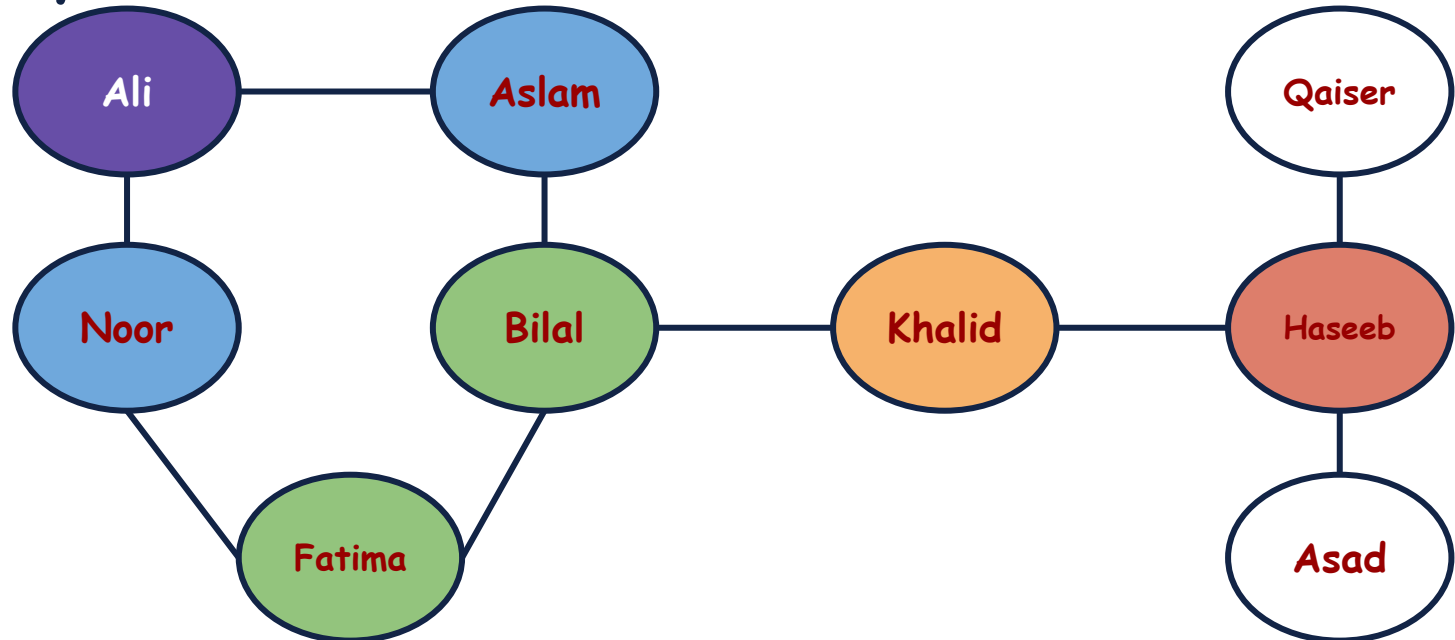 Ali
Aslam
Qaiser
Noor
Bilal
Khalid
Haseeb
Fatima
Asad